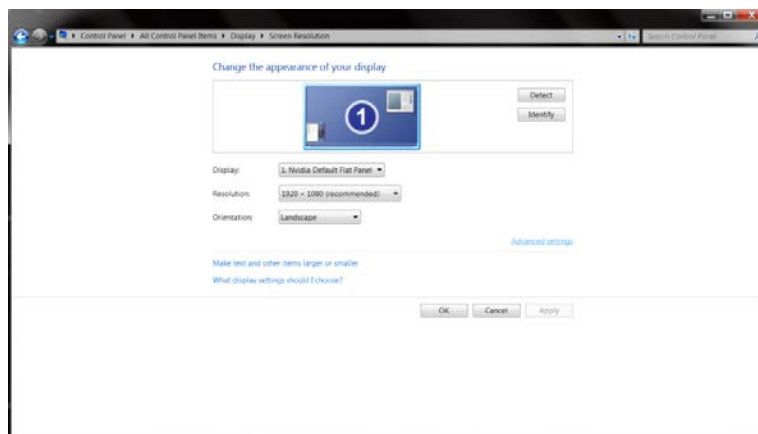 Control Panel ▸ All Control Panel Items ▸ Display ▸ Screen Resolution
Search Control Panel
Change the appearance of your display
1
Detect
Identify
Display: 1. Nvidia Default Flat Panel
Resolution: 1920 × 1080 (recommended)
Orientation: Landscape
Advanced settings
Make text and other items larger or smaller
What display settings should I choose?
OK Cancel Apply